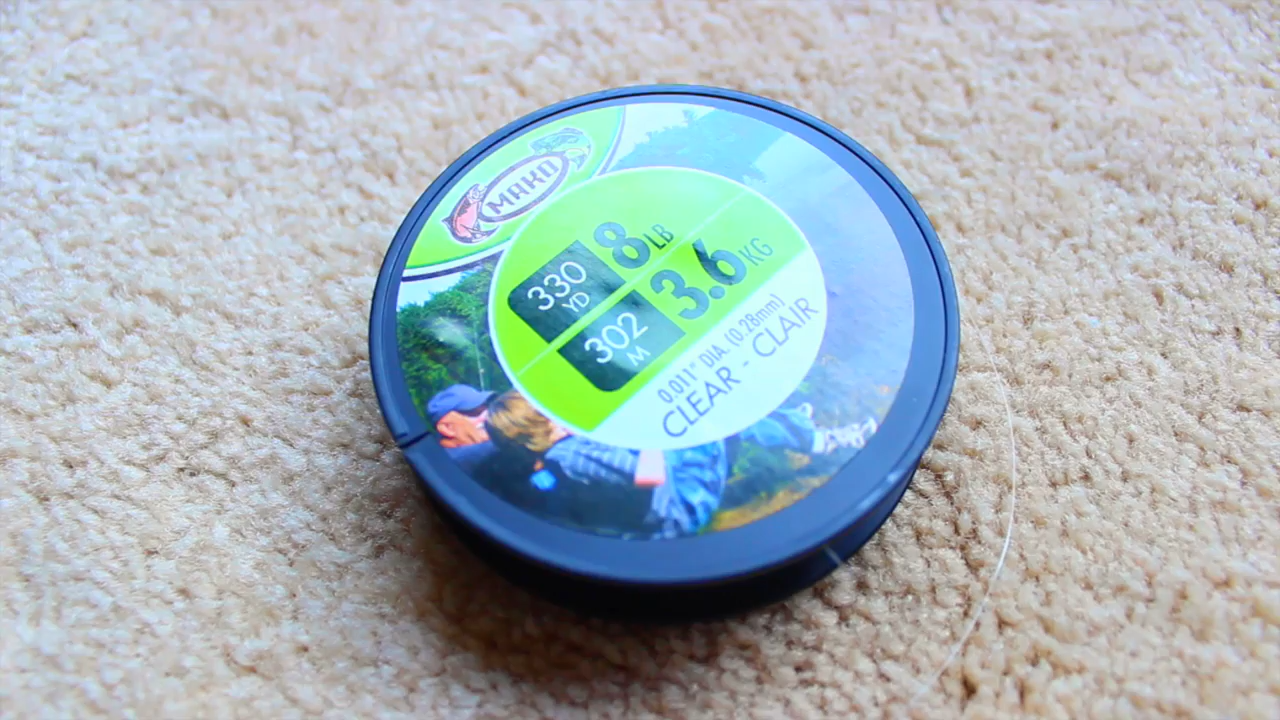 MAKO
330
YD
8 LB
302
M
3.6 KG
0.011" DIA. (0.28mm)
CLEAR - CLAIR